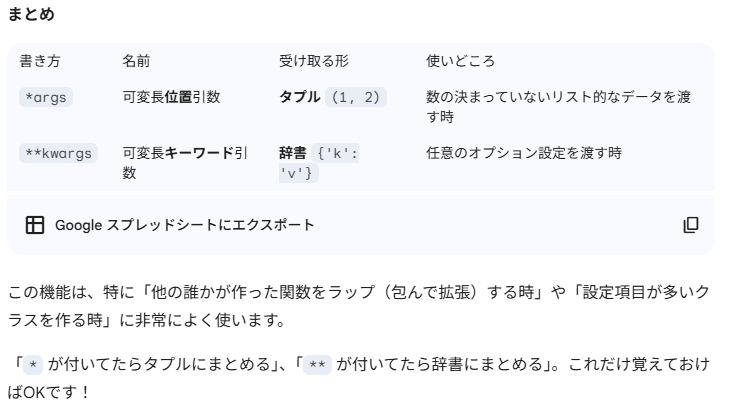 まとめ
書き方 名前 受け取る形 使いどころ
*args 可変長位置引数 タプル (1, 2) 数の決まっていないリスト的なデータを渡
す時
**kwargs 可変長キーワード引 辞書 {'k': 任意のオプション設定を渡す時
数 'v'}
Google スプレッドシートにエクスポート
この機能は、特に「他の誰かが作った関数をラップ（包んで拡張）する時」や「設定項目が多いク
ラスを作る時」に非常によく使います。
「 * が付いてたらタプルにまとめる」、「 ** が付いてたら辞書にまとめる」。これだけ覚えておけ
ばOKです！